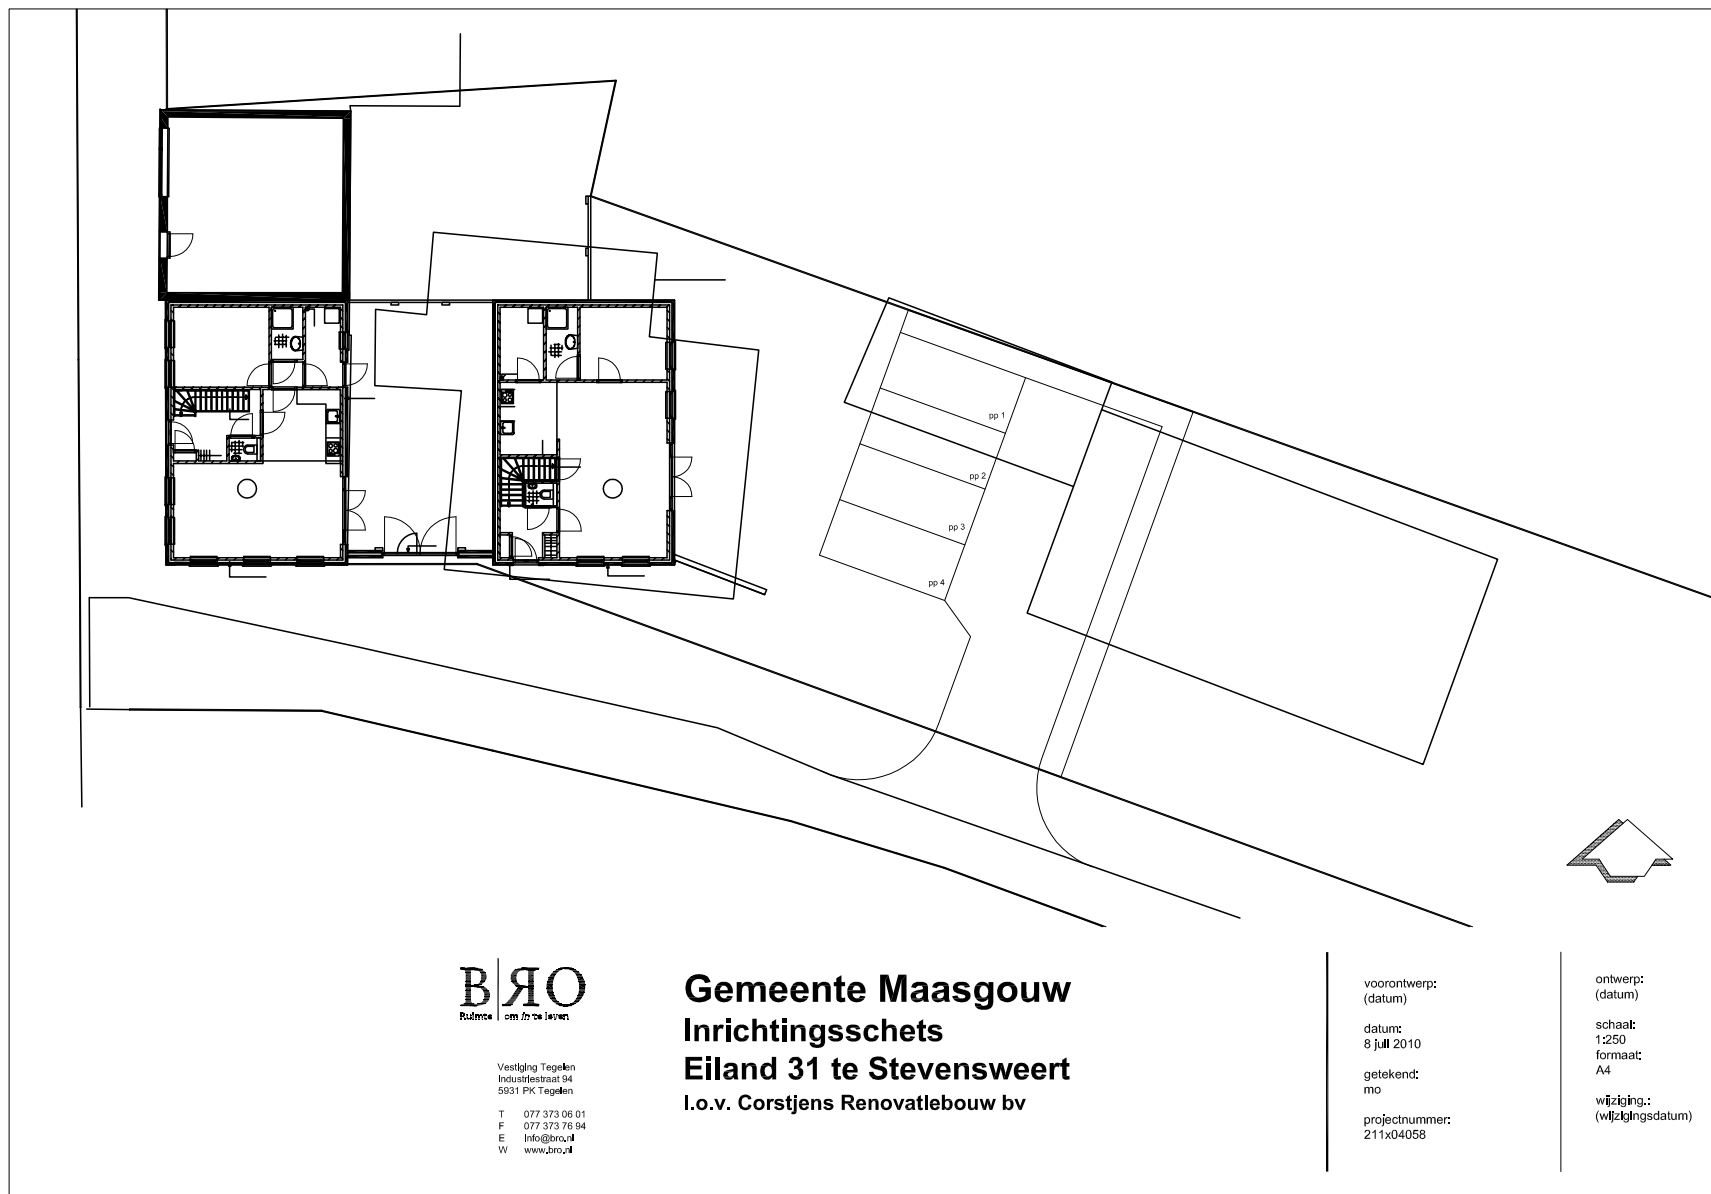 pp 1
pp 2
pp 3
pp 4
BRO
Ruimte om in te leven
Vestiging Tegelen
Industriestraat 94
5931 PK Tegelen
T 077 373 06 01
F 077 373 76 94
E info@bro.nl
W www.bro.nl
Gemeente Maasgouw
Inrichtingsschets
Eiland 31 te Stevensweert
i.o.v. Corstjens Renovatiebouw bv
voorontwerp:
(datum)
datum:
8 juli 2010
getekend:
mo
projectnummer:
211x04058
ontwerp:
(datum)
schaal:
1:250
formaat:
A4
wijziging.:
(wijzigingsdatum)